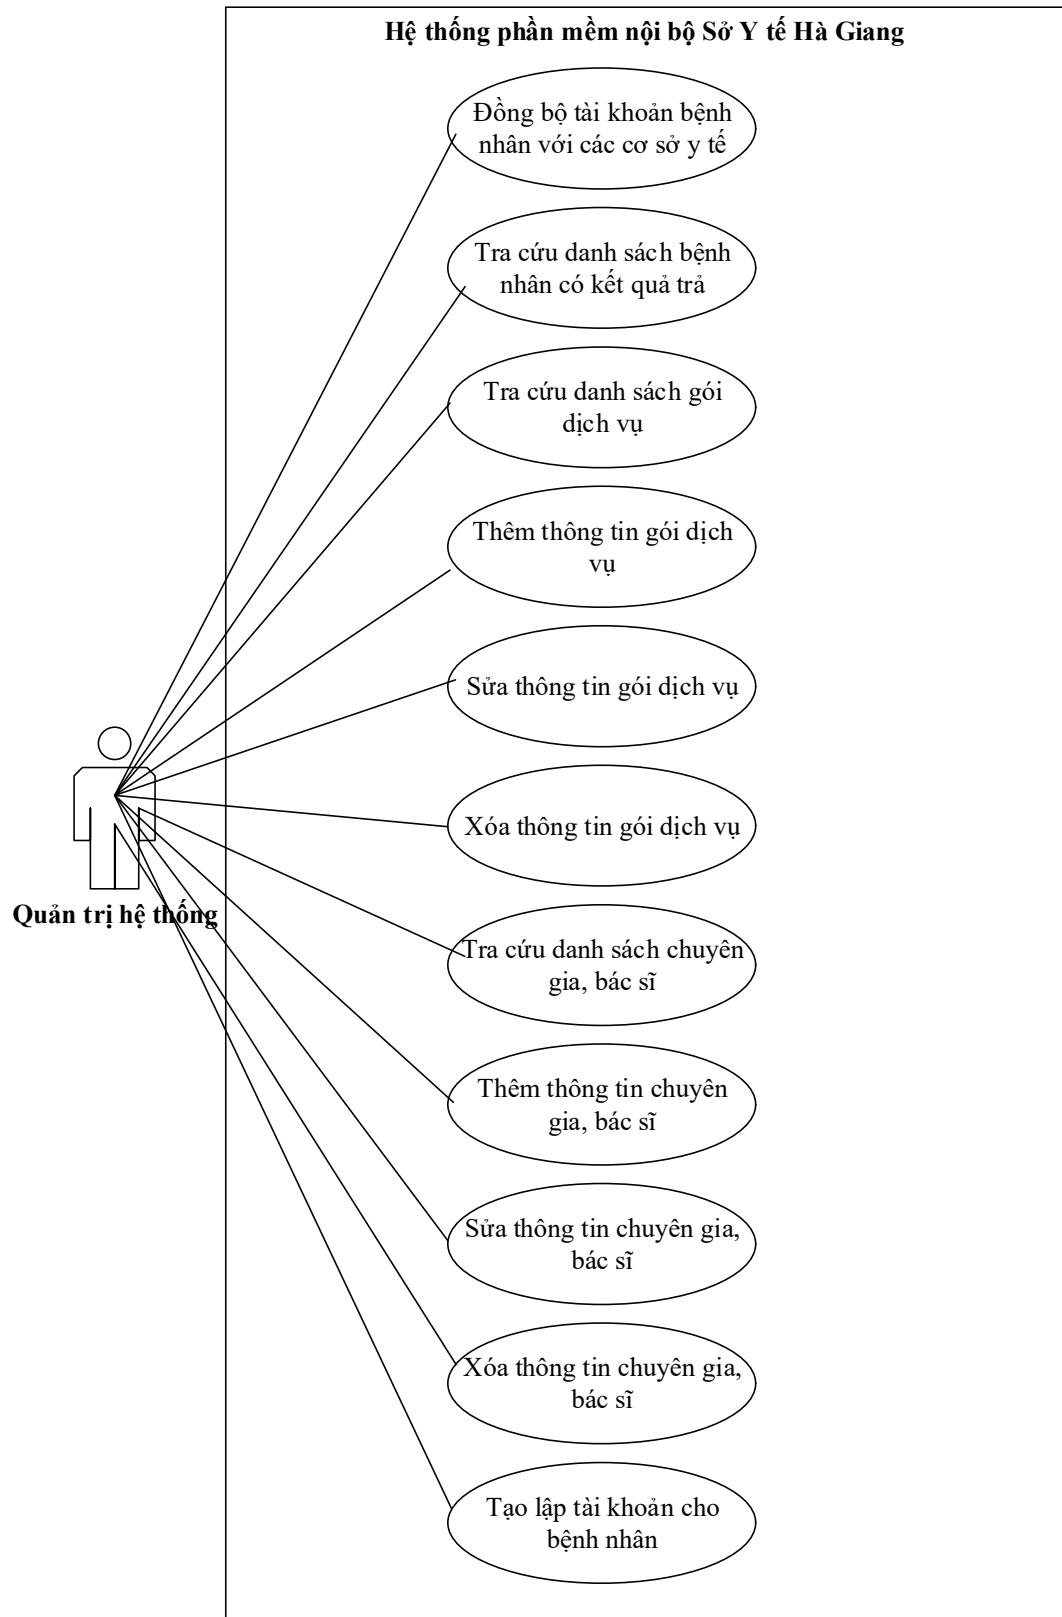 Hệ thống phần mềm nội bộ Sở Y tế Hà Giang
Đồng bộ tài khoản bệnh
nhân với các cơ sở y tế
Tra cứu danh sách bệnh
nhân có kết quả trả
Tra cứu danh sách gói
dịch vụ
Thêm thông tin gói dịch
vụ
Sửa thông tin gói dịch vụ
Xóa thông tin gói dịch vụ
Quản trị hệ thống
Tra cứu danh sách chuyên
gia, bác sĩ
Thêm thông tin chuyên
gia, bác sĩ
Sửa thông tin chuyên gia,
bác sĩ
Xóa thông tin chuyên gia,
bác sĩ
Tạo lập tài khoản cho
bệnh nhân